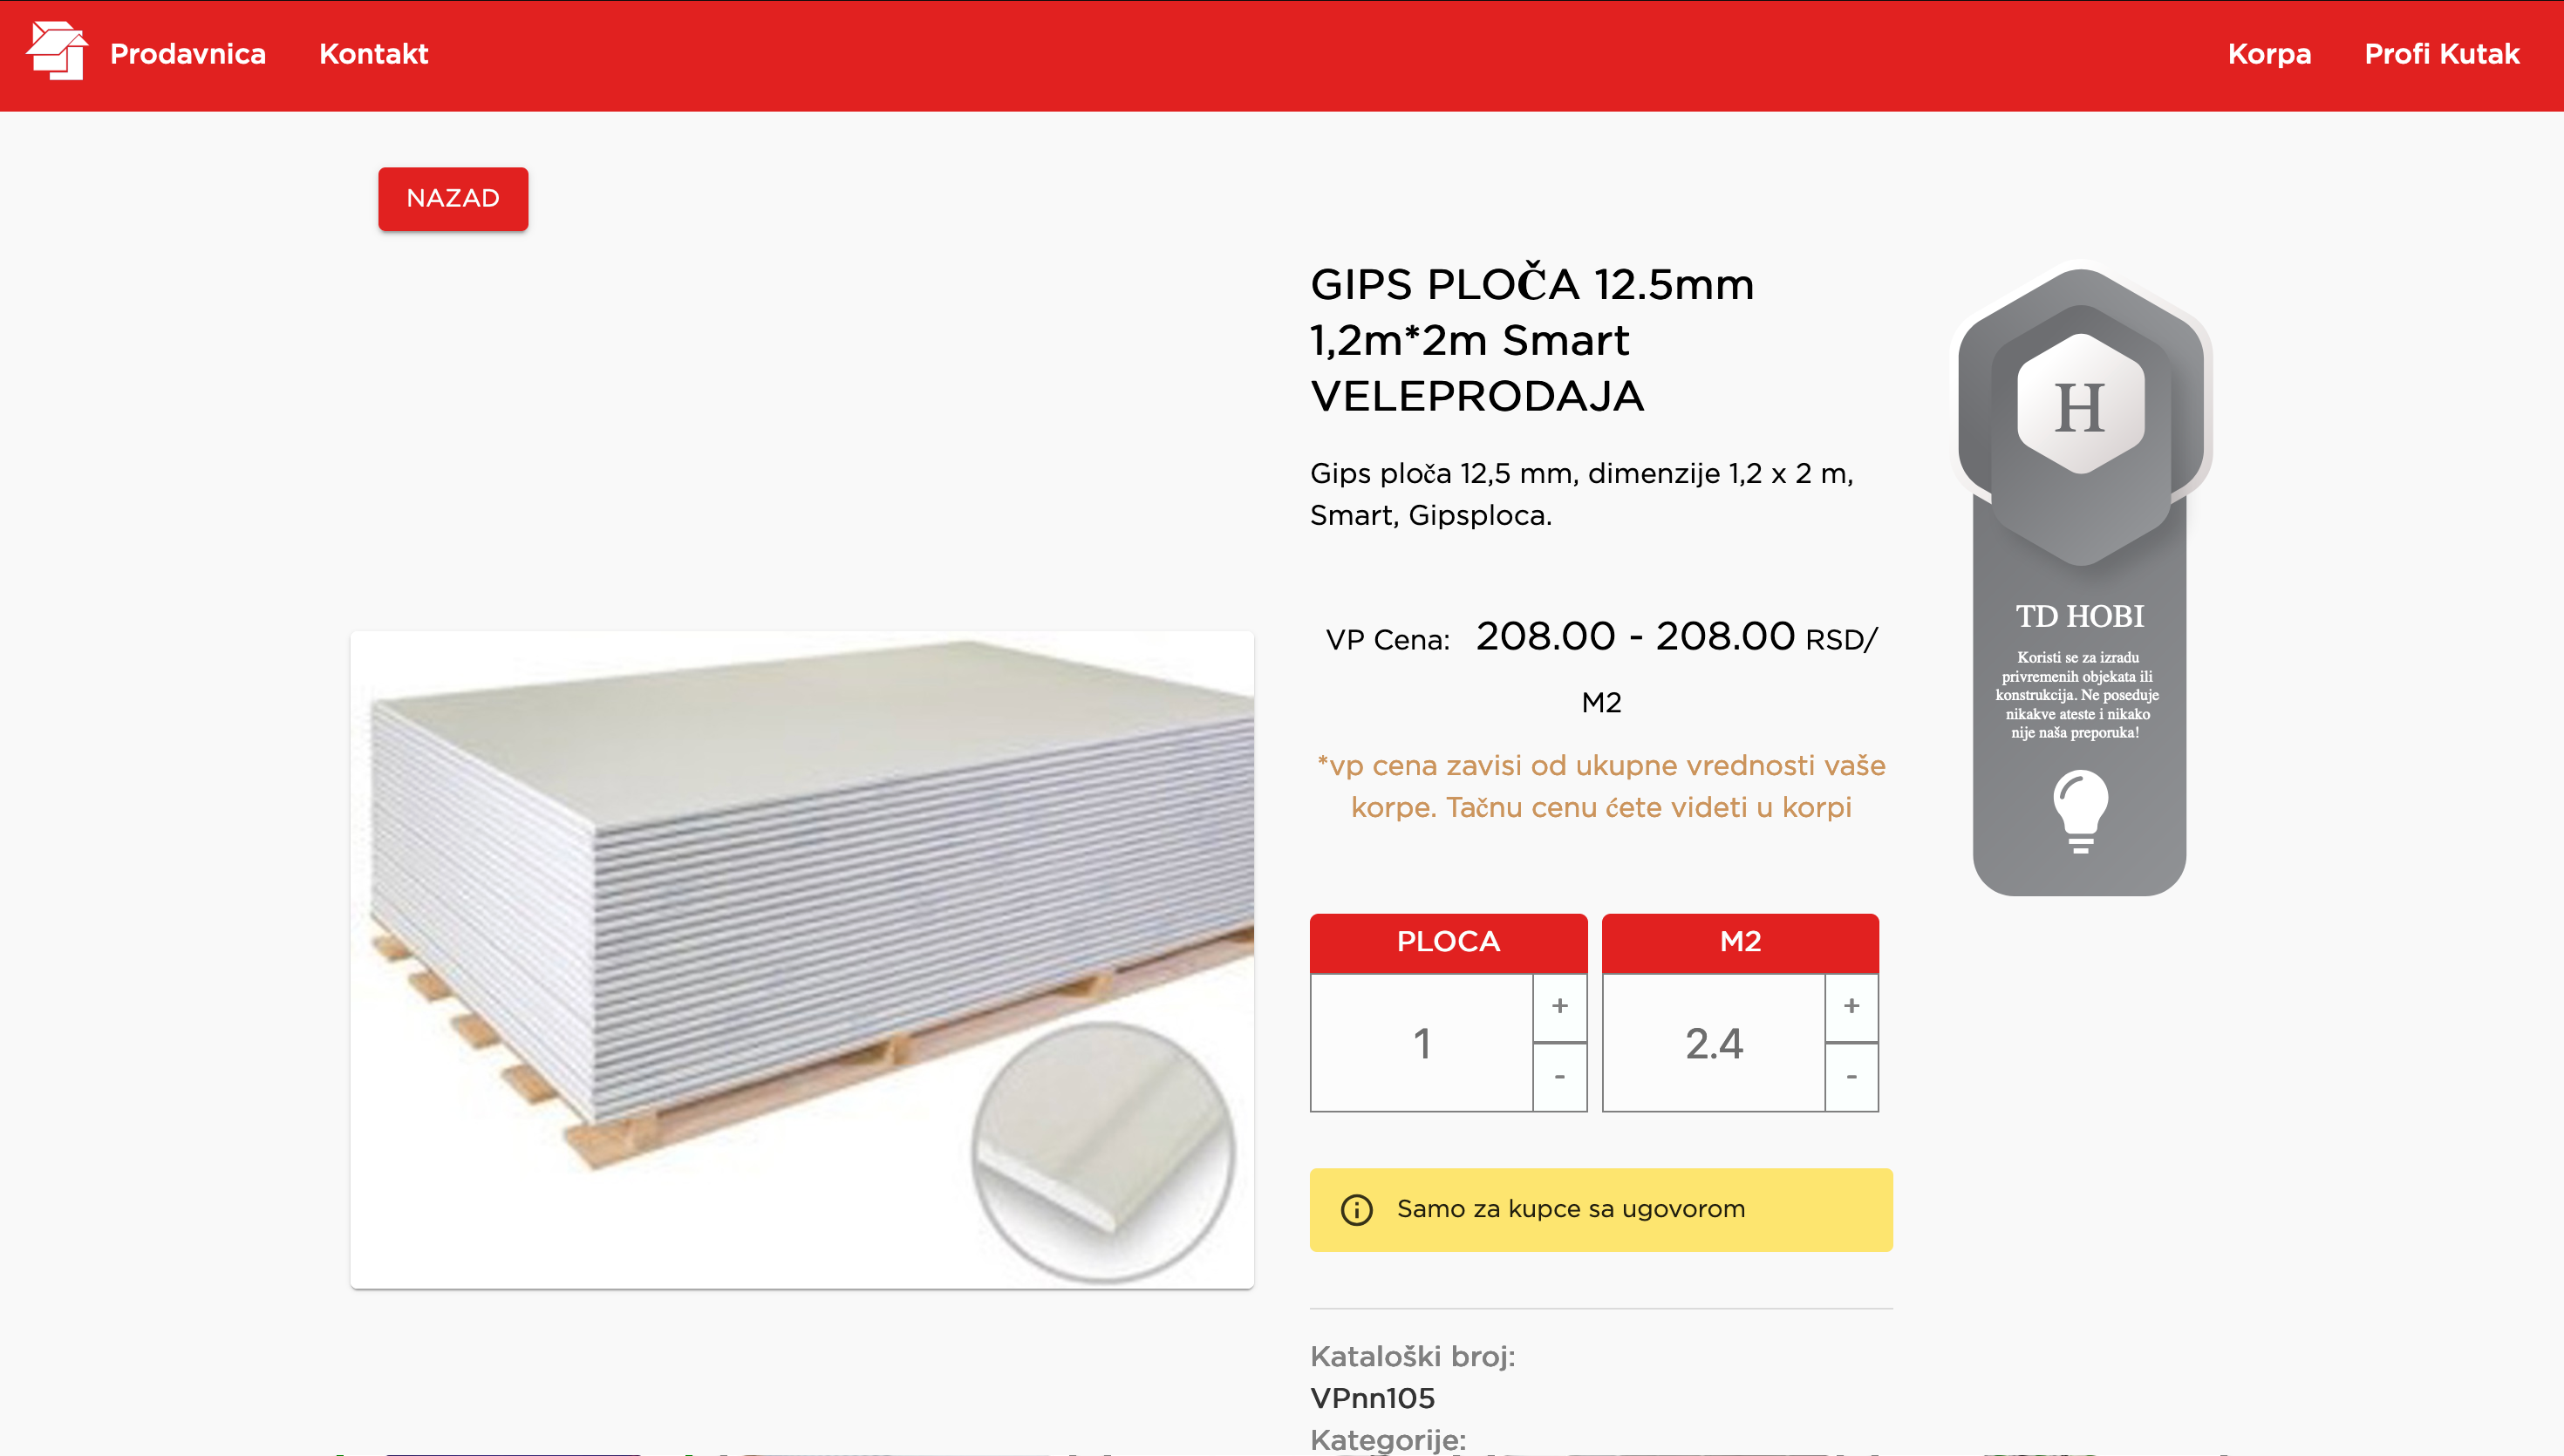 Prodavnica
Kontakt
Korpa
Profi Kutak
NAZAD
GIPS PLOČA 12.5mm
1,2m*2m Smart
VELEPRODAJA
Gips ploča 12,5 mm, dimenzije 1,2 x 2 m,
Smart, Gipsploca.
VP Cena: 208.00 - 208.00 RSD/
M2
*vp cena zavisi od ukupne vrednosti vaše
korpe. Tačnu cenu ćete videti u korpi
PLOCA
M2
1
+
-
2.4
+
-
Samo za kupce sa ugovorom
Kataloški broj:
VPnn105
Kategorije:
H
TD HOBI
Koristi se za izradu
privremenih objekata ili
konstrukcija. Ne poseduje
nikakve ateste i nikako
nije naša preporuka!